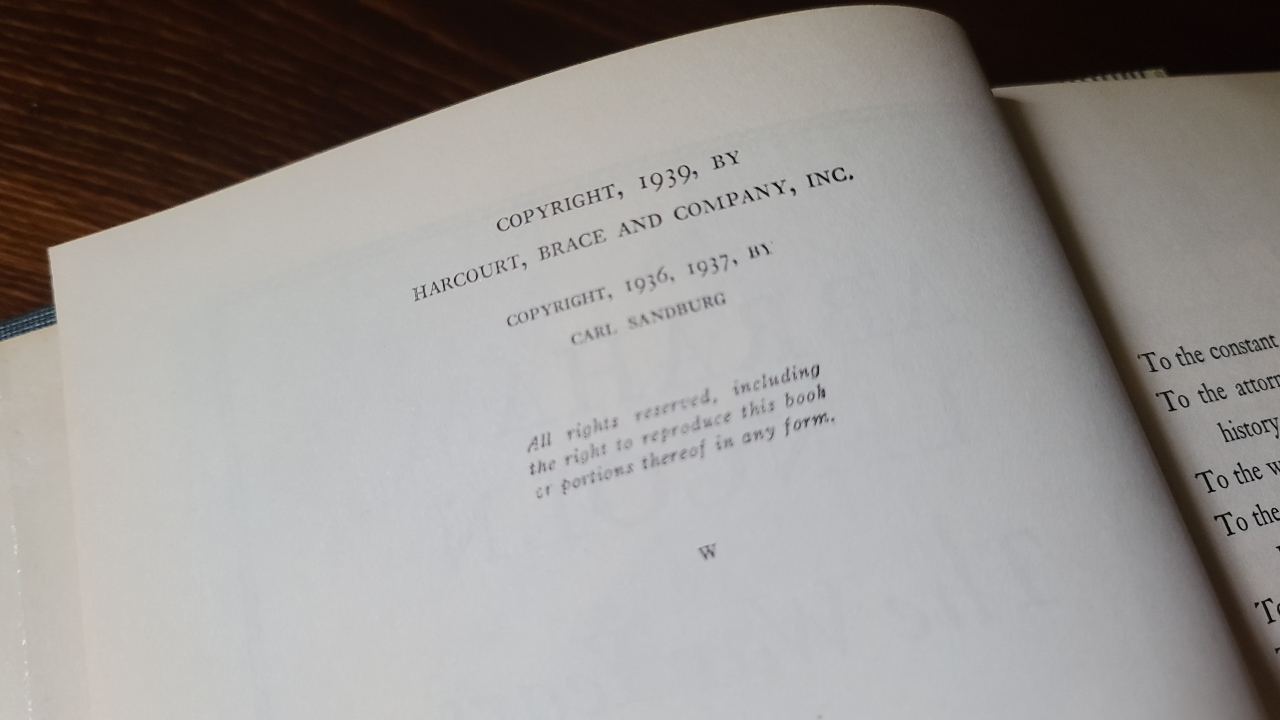 COPYRIGHT, 1939, BY
HARCOURT, BRACE AND COMPANY, INC.
COPYRIGHT, 1936, 1937, BY
CARL SANDBURG
All rights reserved, including
the right to reproduce this book
or portions thereof in any form.
W
To the constant
To the
history
To the
To the